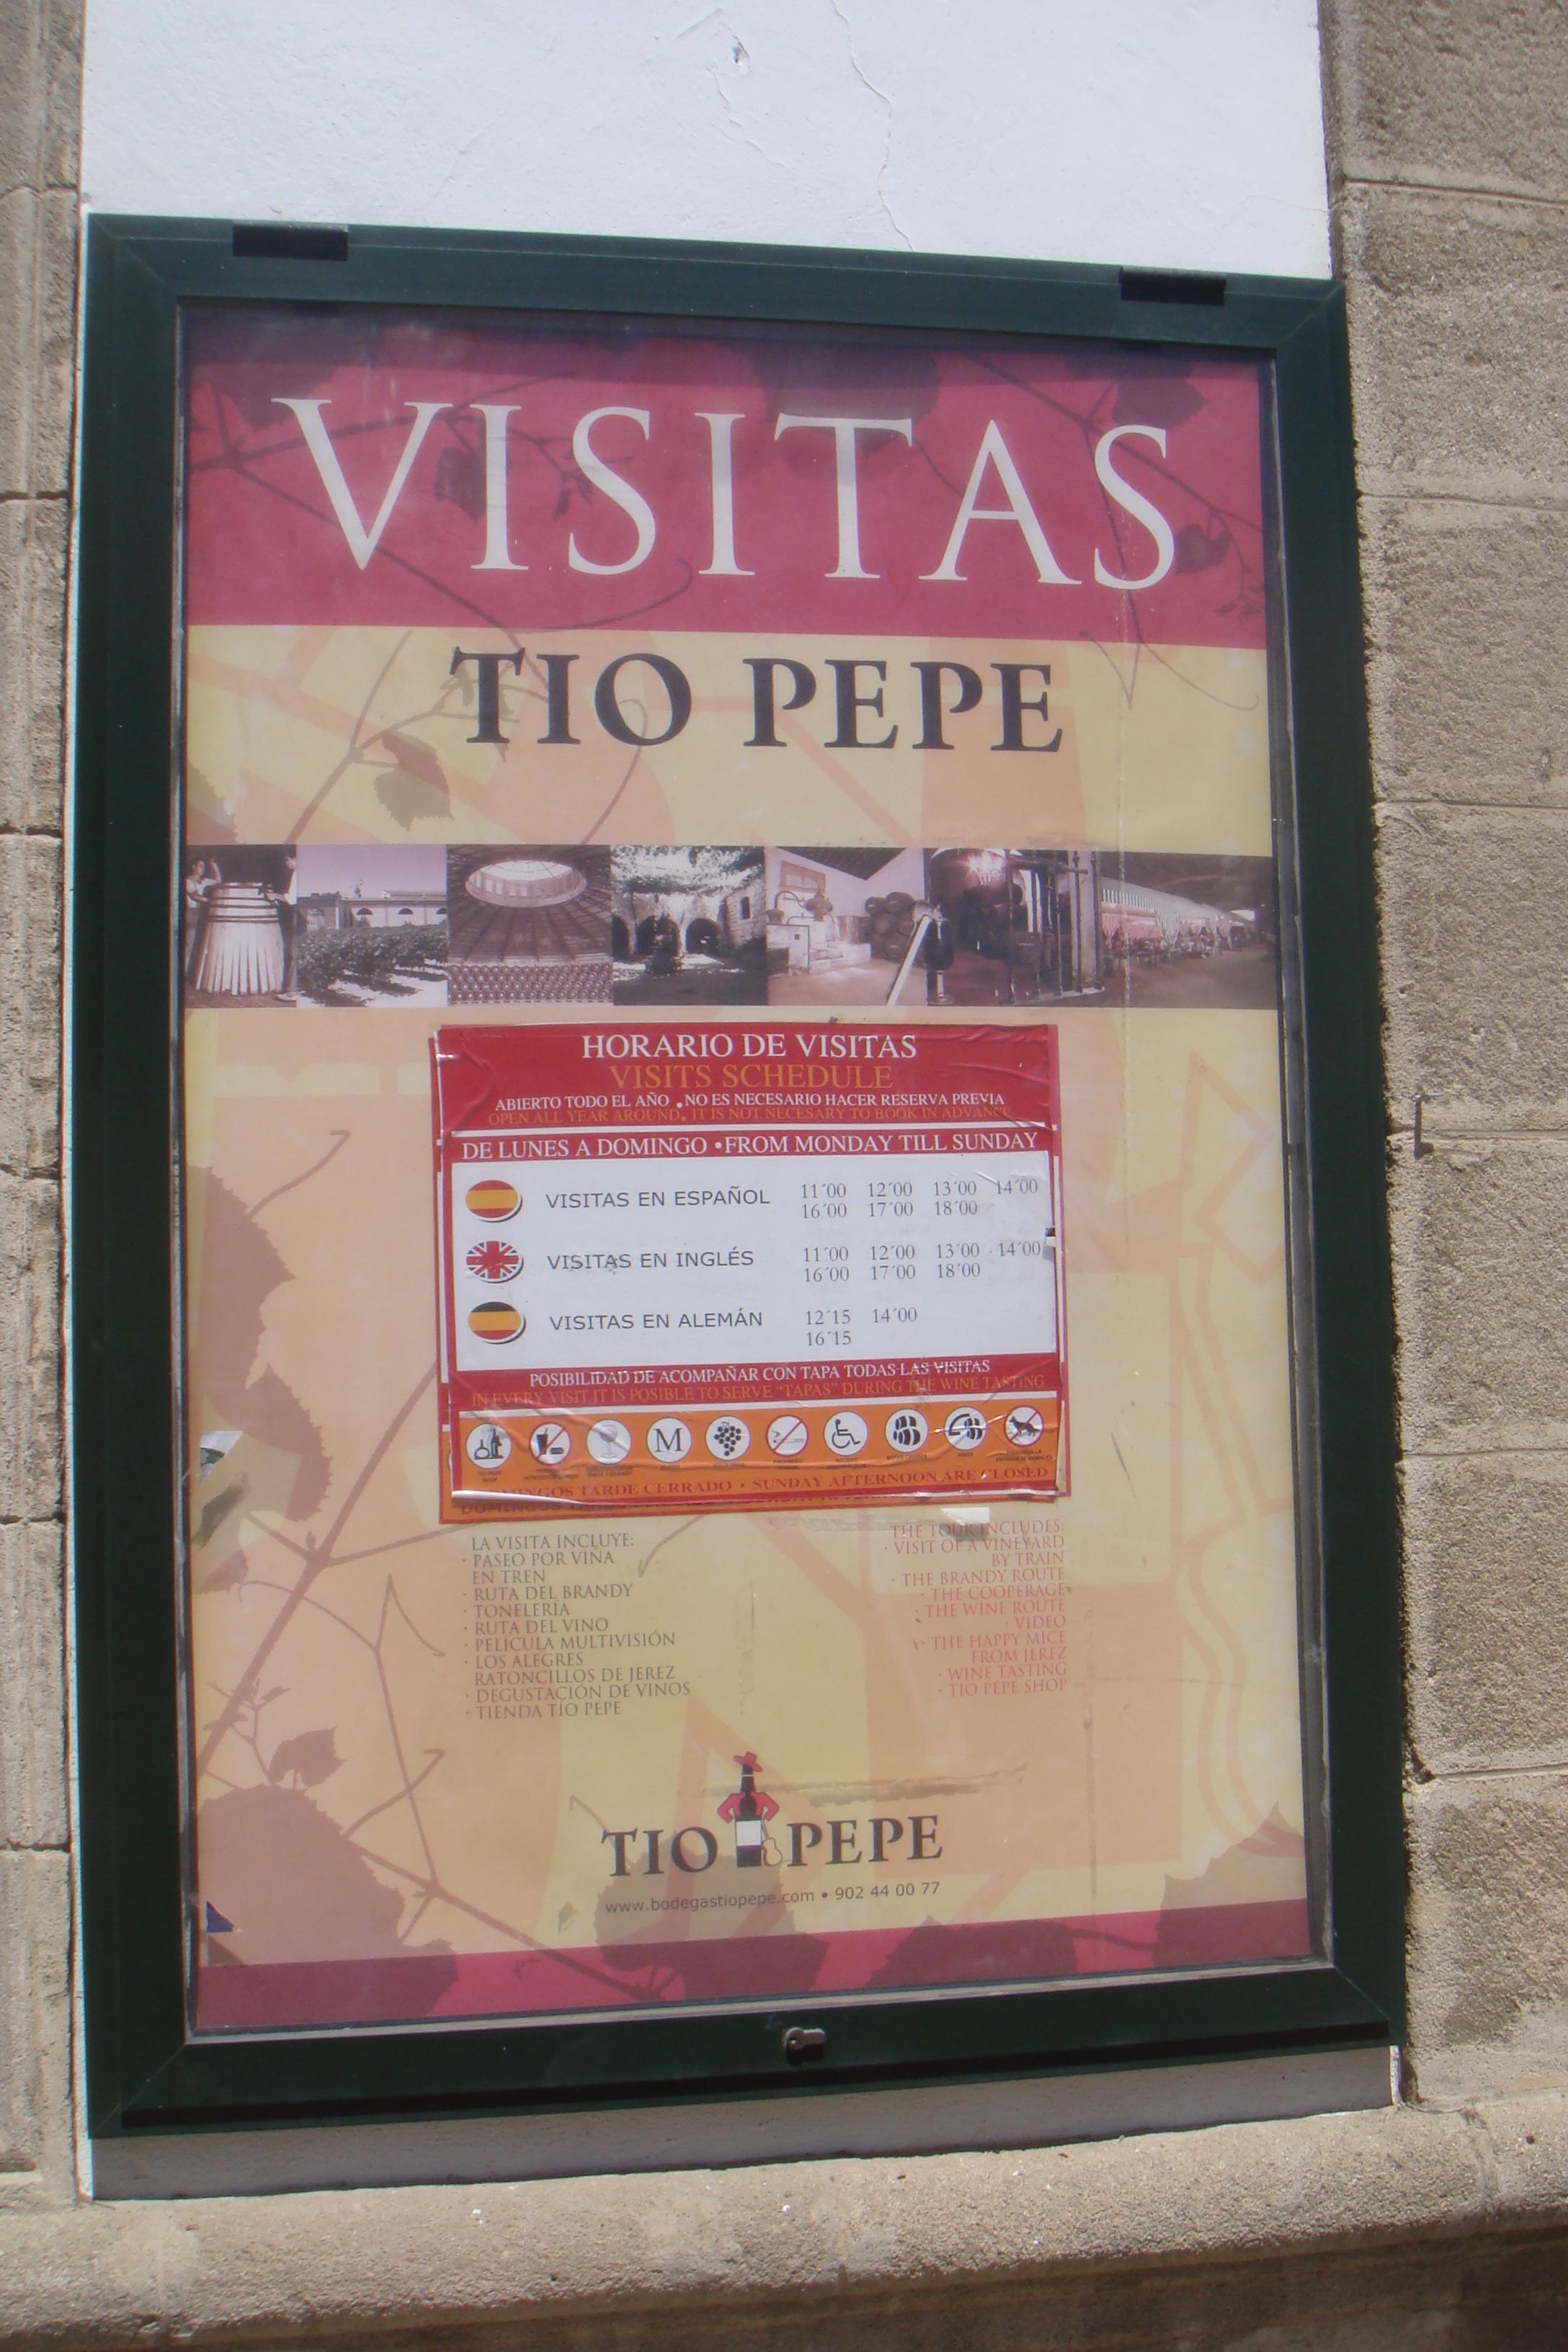 VISITAS
TIO PEPE
HORARIO DE VISITAS
VISITS SCHEDULE
ABIERTO TODO EL AÑO . NO ES NECESARIO HACER RESERVA PREVIA
OPEN ALL YEAR AROUND. IT IS NOT NECESARY TO BOOK IN ADVANCE
DE LUNES A DOMINGO • FROM MONDAY TILL SUNDAY
VISITAS EN ESPAÑOL 11´00 12´00 13´00 14´00
16´00 17´00 18´00
VISITAS EN INGLÉS 11´00 12´00 13´00 14´00
16´00 17´00 18´00
VISITAS EN ALEMÁN 12´15 14´00
16´15
POSIBILIDAD DE ACOMPAÑAR CON TAPA TODAS LAS VISITAS
IN EVERY VISIT IT IS POSIBLE TO SERVE "TAPAS" DURING THE WINE TASTING
M
TIO PEPE
SHOP
TARDE CERRADO • SUNDAY AFTERNOON ARE CLOSED
LA VISITA INCLUYE:
· PASEO POR VIÑA
EN TREN
· RUTA DEL BRANDY
· TONELERÍA
· RUTA DEL VINO
· PELÍCULA MULTIVISIÓN
· LOS ALEGRES
RATONCILLOS DE JEREZ
· DEGUSTACIÓN DE VINOS
· TIENDA TÍO PEPE
THE TOUR INCLUDES:
· VISIT OF A VINEYARD
BY TRAIN
· THE BRANDY ROUTE
· THE COOPERAGE
· THE WINE ROUTE
· VIDEO
· THE HAPPY MICE
FROM JEREZ
· WINE TASTING
· TIO PEPE SHOP
TIO PEPE
www.bodegastiopepe.com • 902 44 00 77